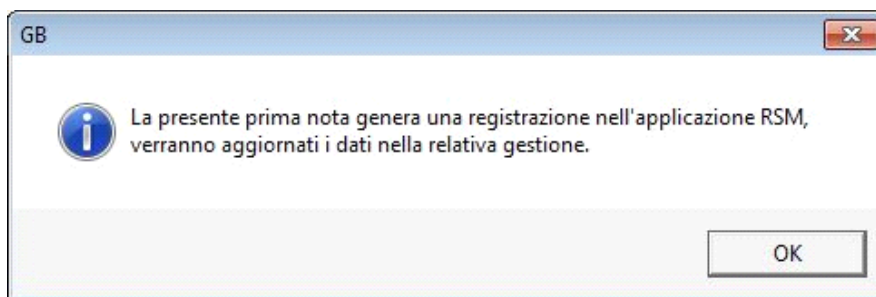 GB
La presente prima nota genera una registrazione nell'applicazione RSM,
verranno aggiornati i dati nella relativa gestione.
OK